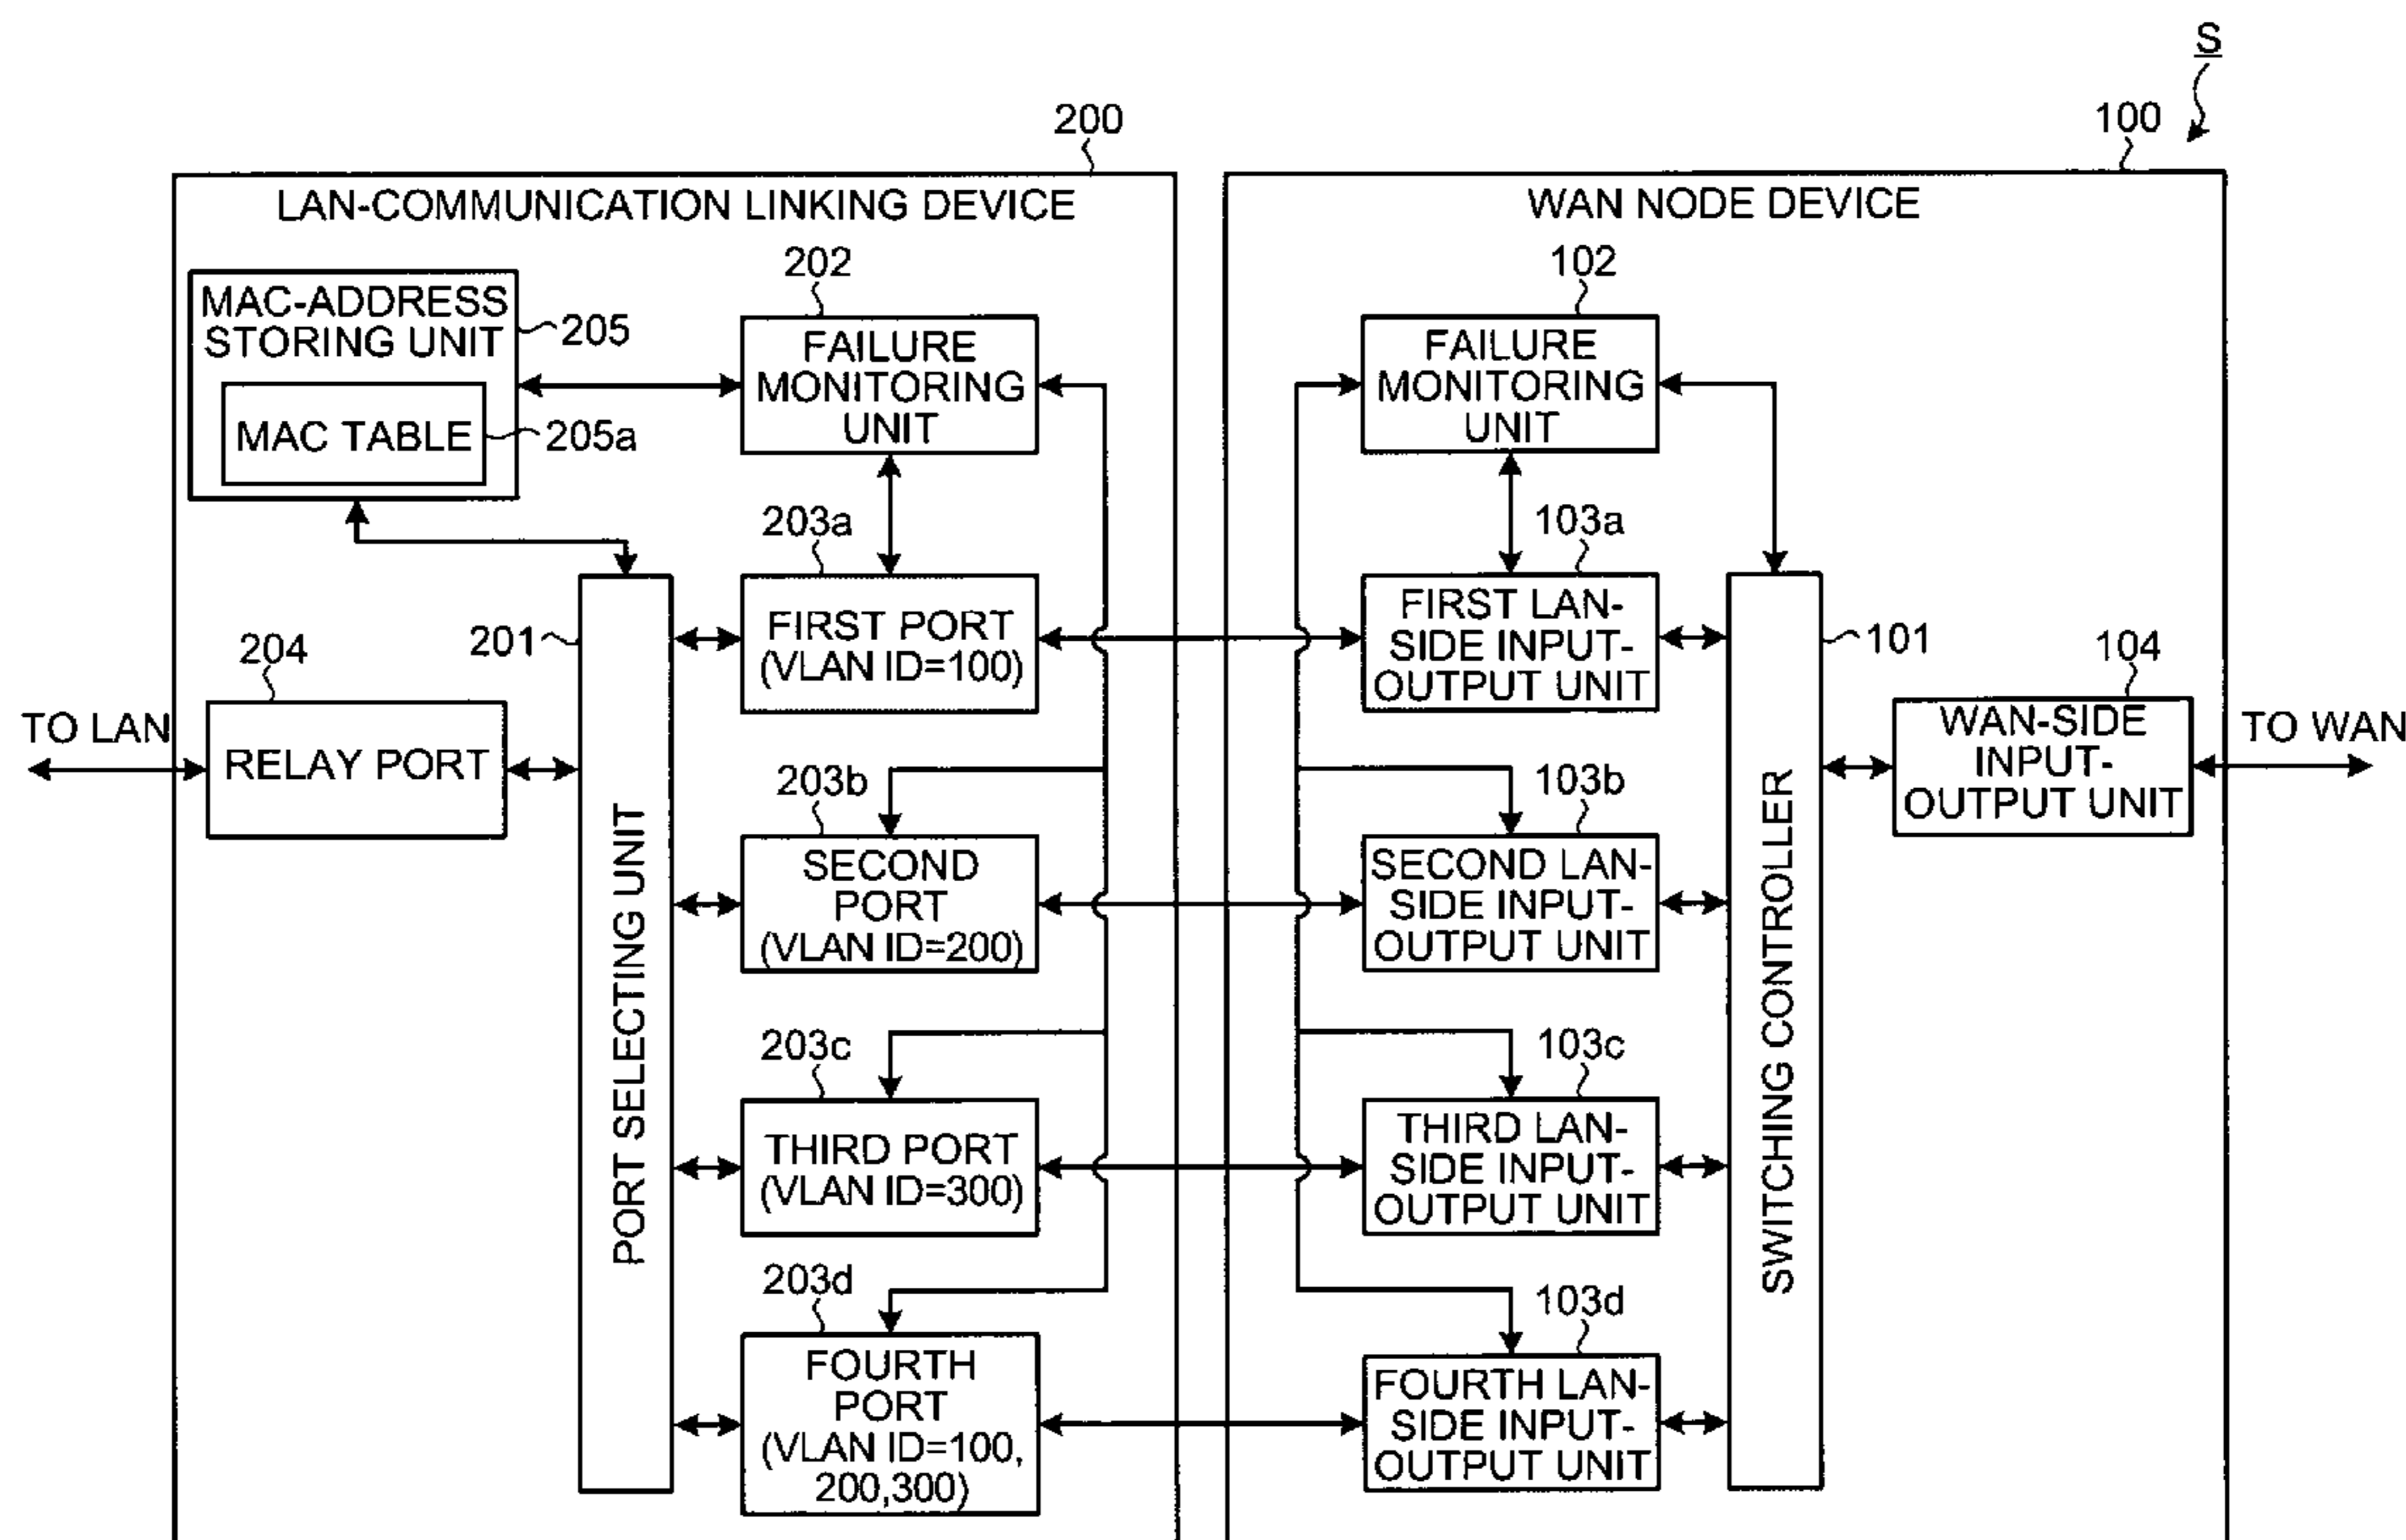 S
200
100
LAN-COMMUNICATION LINKING DEVICE
WAN NODE DEVICE
202
102
MAC-ADDRESS
STORING UNIT
205
MAC TABLE
205a
FAILURE
MONITORING
UNIT
FAILURE
MONITORING
UNIT
203a
103a
201
FIRST PORT
(VLAN ID=100)
FIRST LAN-
SIDE INPUT-
OUTPUT UNIT
101
204
104
TO LAN
RELAY PORT
WAN-SIDE
INPUT-
OUTPUT UNIT
TO WAN
203b
103b
PORT SELECTING UNIT
SECOND
PORT
(VLAN ID=200)
SECOND LAN-
SIDE INPUT-
OUTPUT UNIT
SWITCHING CONTROLLER
203c
103c
THIRD PORT
(VLAN ID=300)
THIRD LAN-
SIDE INPUT-
OUTPUT UNIT
203d
103d
FOURTH
PORT
(VLAN ID=100,
200,300)
FOURTH LAN-
SIDE INPUT-
OUTPUT UNIT